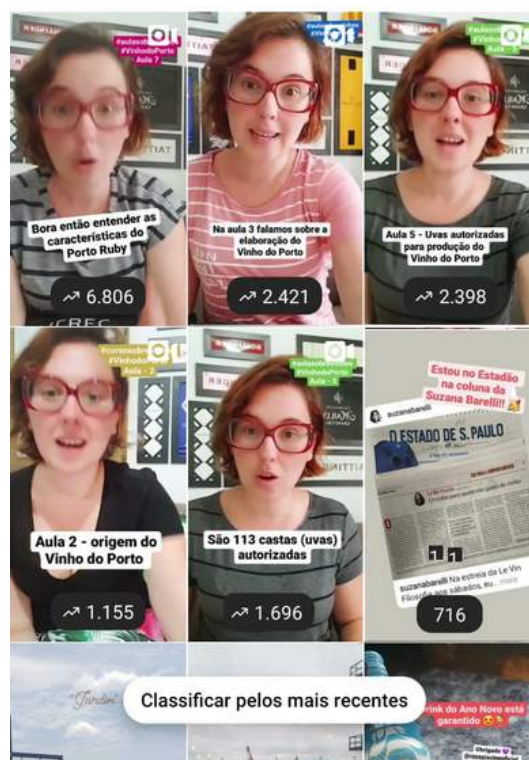 #VinhodoPorto
Aula 7
Bora então entender as
características do
Porto Ruby
6.806
Na aula 3 falamos sobre a
elaboração do
Vinho do Porto
2.421
Aula 5 - Uvas autorizadas
para produção do
Vinho do Porto
2.398
#VinhodoPorto
Aula - 2
Aula 2 - origem do
Vinho do Porto
1.155
#VinhodoPorto
São 113 castas (uvas)
autorizadas
1.696
Estou no Estadão
na coluna da
Suzana Barelli!!
suzanabarelli
O ESTADO DE S. PAULO
11
suzanabarelli Na estreia da Le Vin
Filosofia aos sábados, eu... mais
716
"Jardim
Classificar pelos mais recentes
rink do Ano Novo está
garantido
Obrigada